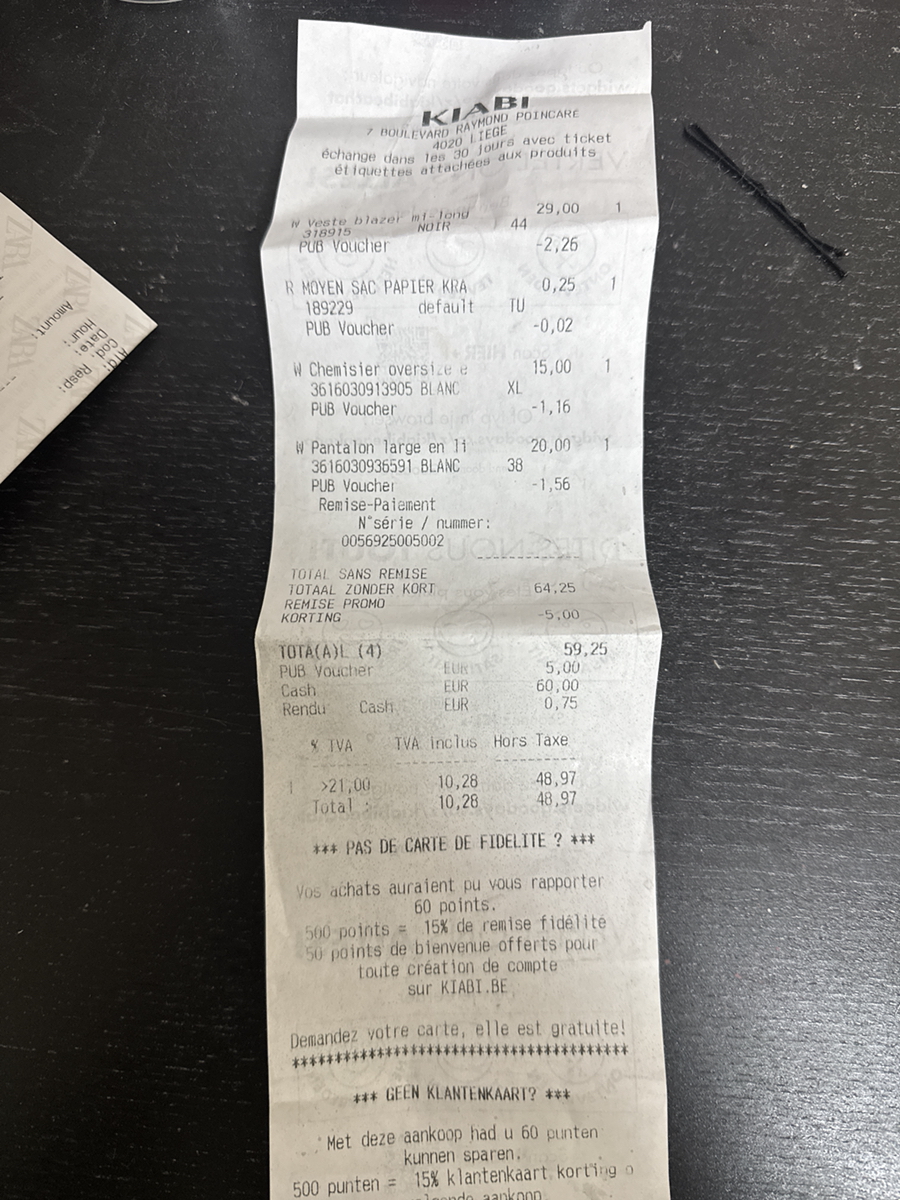 KIABI
7 BOULEVARD RAYMOND POINCARE
4020 LIEGE
échange dans les 30 jours avec ticket
étiquettes attachées aux produits
W Veste blazer mi-long 29,00 1
318915 NOIR 44
PUB Voucher -2,26
R MOYEN SAC PAPIER KRA 0,25 1
189229 default TU
PUB Voucher -0,02
W Chemisier oversize e 15,00 1
3616030913905 BLANC XL
PUB Voucher -1,16
W Pantalon large en li 20,00 1
3616030936591 BLANC 38
PUB Voucher -1,56
Remise-Paiement
N°série / nummer:
0056925005002
TOTAL SANS REMISE
TOTAAL ZONDER KORT 64,25
REMISE PROMO
KORTING -5,00
TOTA(A)L (4) 59,25
PUB Voucher EUR 5,00
Cash EUR 60,00
Rendu Cash EUR 0,75
% TVA TVA inclus Hors Taxe
1 >21,00 10,28 48,97
Total : 10,28 48,97
*** PAS DE CARTE DE FIDELITE ? ***
Vos achats auraient pu vous rapporter
60 points.
500 points = 15% de remise fidélité
50 points de bienvenue offerts pour
toute création de compte
sur KIABI.BE
Demandez votre carte, elle est gratuite!
****************************************
*** GEEN KLANTENKAART? ***
Met deze aankoop had u 60 punten
kunnen sparen.
500 punten = 15% klantenkaart korting o
aankoop.
ZARA
Amount:
Hour:
Date:
Cod. Resp: